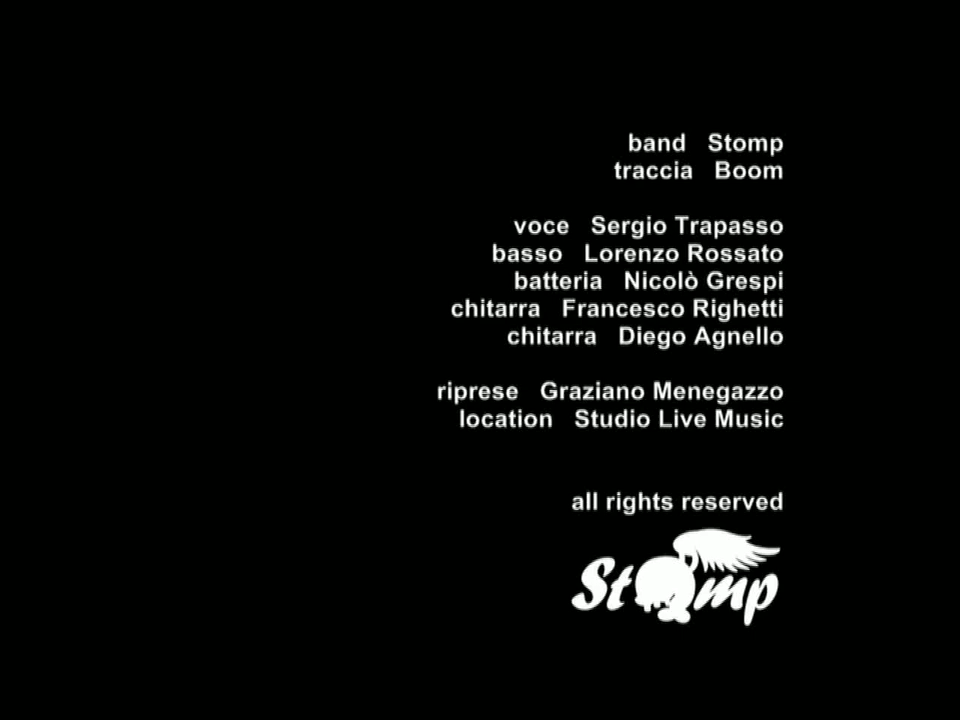 band Stomp
traccia Boom
voce Sergio Trapasso
basso Lorenzo Rossato
batteria Nicolò Grespi
chitarra Francesco Righetti
chitarra Diego Agnello
riprese Graziano Menegazzo
location Studio Live Music
all rights reserved
Stomp